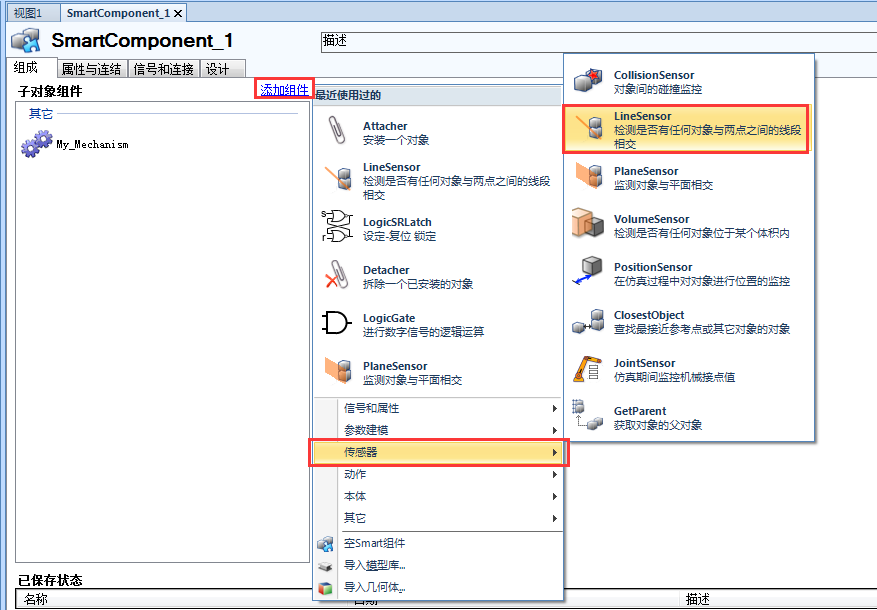 视图1
SmartComponent_1
SmartComponent_1
描述
组成
属性与连结
信号和连接
设计
子对象组件
添加组件
其它
My_Mechanism
最近使用过的
Attacher
安装一个对象
LineSensor
检测是否有任何对象与两点之间的线段
相交
LogicSRLatch
设定-复位 锁定
Detacher
拆除一个已安装的对象
LogicGate
进行数字信号的逻辑运算
PlaneSensor
监测对象与平面相交
信号和属性
参数建模
传感器
动作
本体
其它
空Smart组件
导入模型库...
导入几何体...
CollisionSensor
对象间的碰撞监控
LineSensor
检测是否有任何对象与两点之间的线段
相交
PlaneSensor
监测对象与平面相交
VolumeSensor
检测是否有任何对象位于某个体积内
PositionSensor
在仿真过程中对对象进行位置的监控
ClosestObject
查找最接近参考点或其它对象的对象
JointSensor
仿真期间监控机械接点值
GetParent
获取对象的父对象
已保存状态
名称
描述